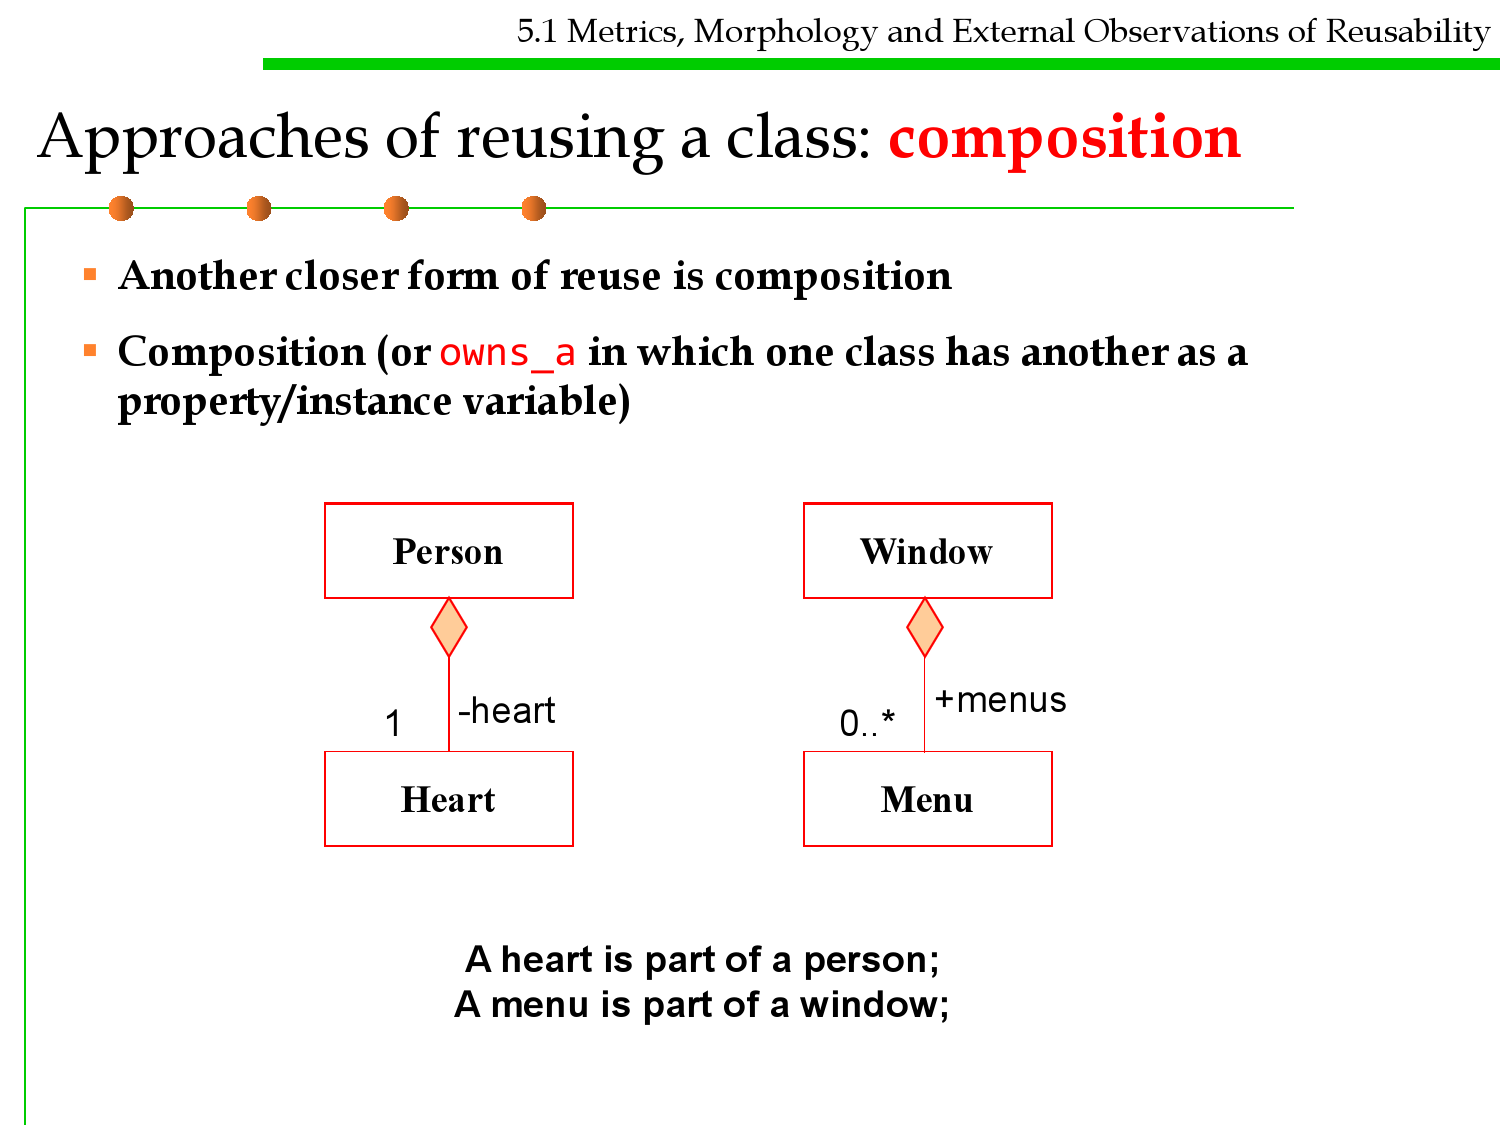 5.1 Metrics, Morphology and External Observations of Reusability
Approaches of reusing a class: composition
Another closer form of reuse is composition
Composition (or owns_a in which one class has another as a
property/instance variable)
Person
Window
1
-heart
0..*
+menus
Heart
Menu
A heart is part of a person;
A menu is part of a window;